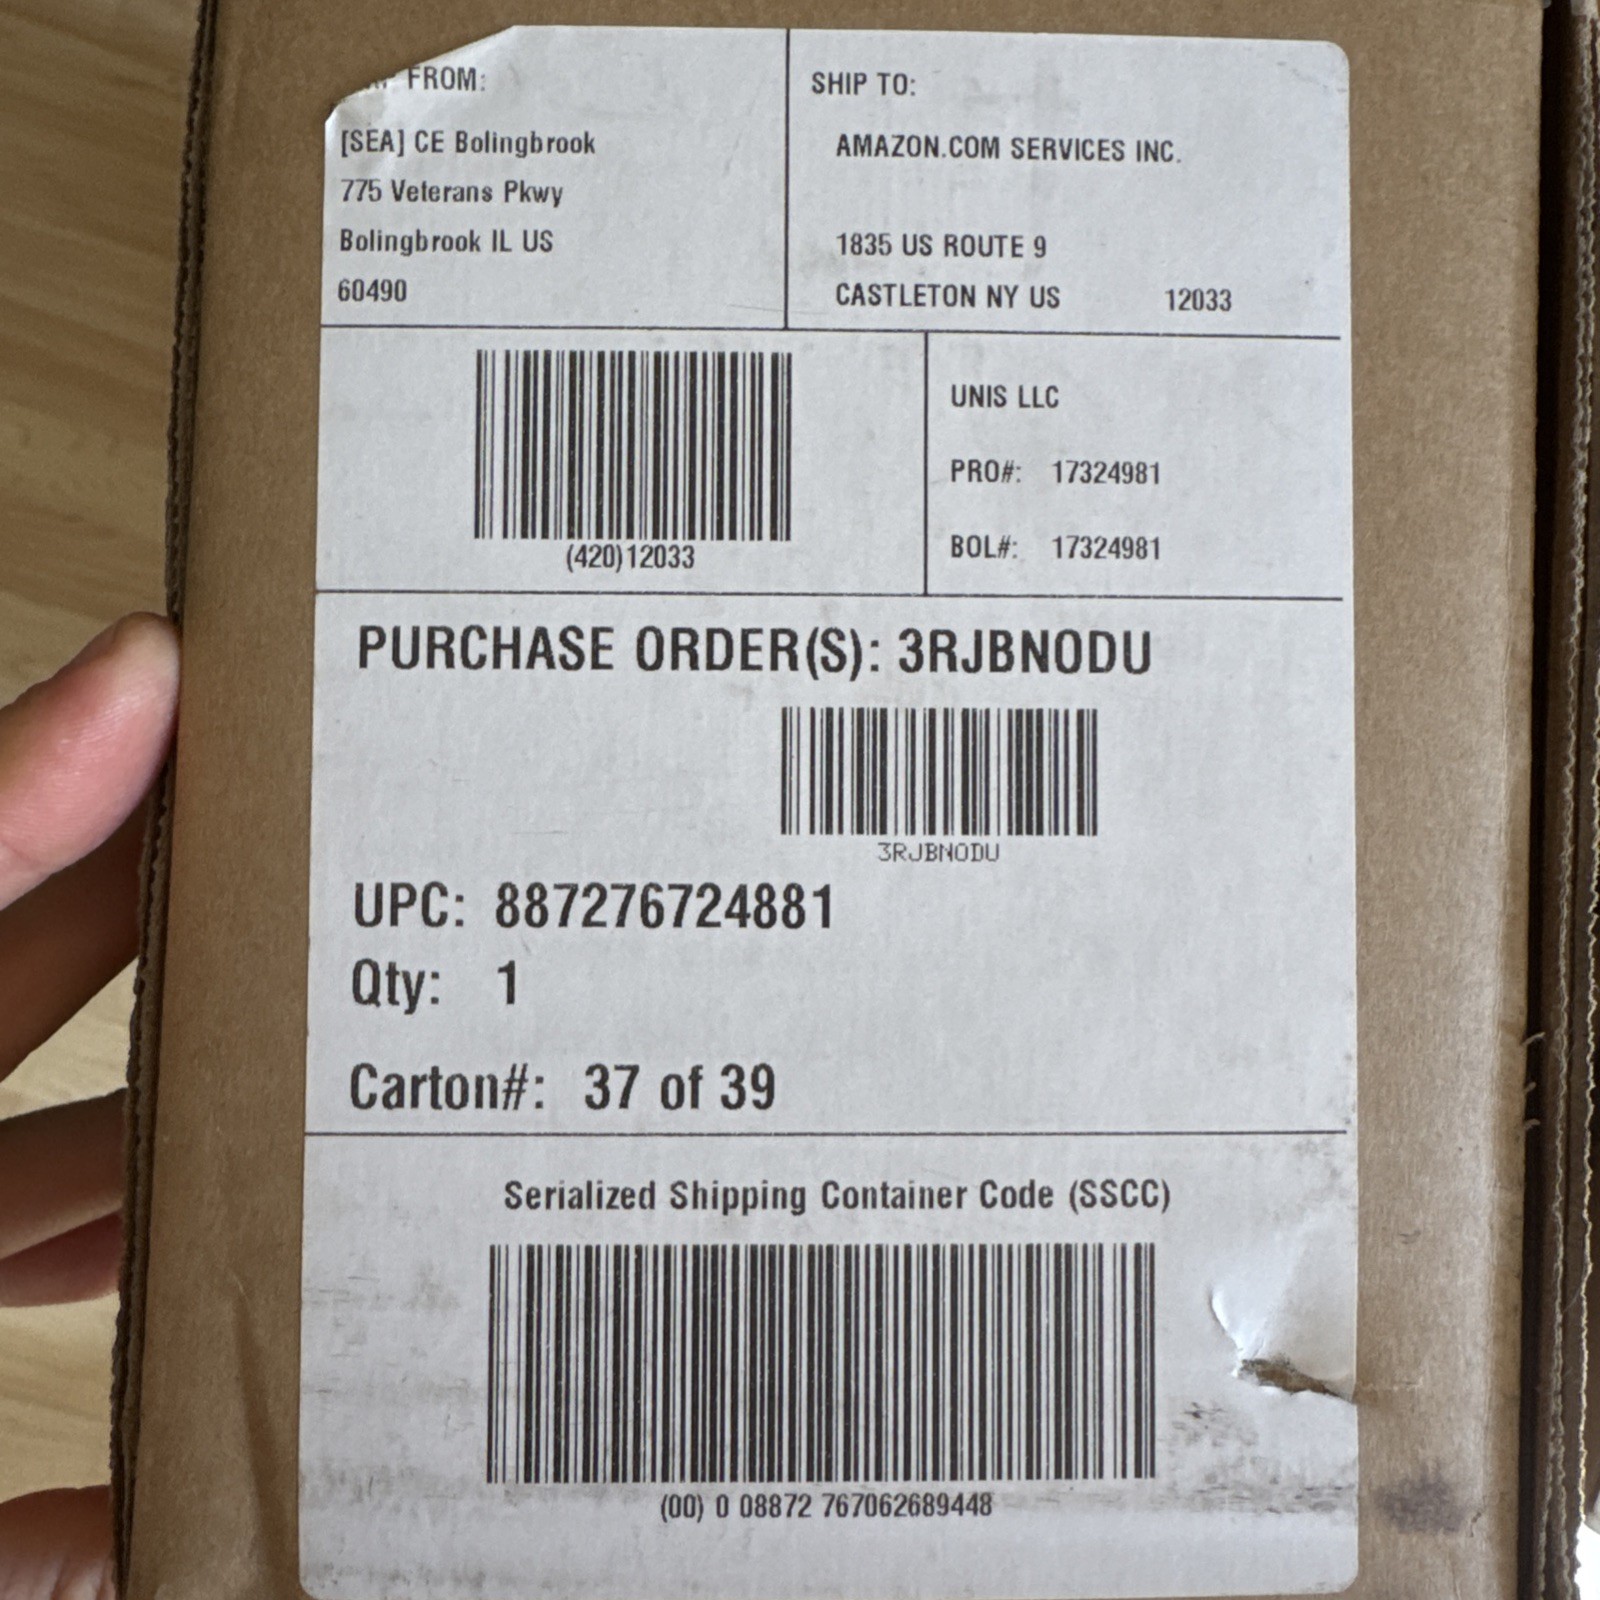 FROM:
[SEA] CE Bolingbrook
775 Veterans Pkwy
Bolingbrook IL US
60490
SHIP TO:
AMAZON.COM SERVICES INC.
1835 US ROUTE 9
CASTLETON NY US 12033
(420)12033
UNIS LLC
PRO#: 17324981
BOL#: 17324981
PURCHASE ORDER(S): 3RJBNODU
3RJBNODU
UPC: 887276724881
Qty: 1
Carton#: 37 of 39
Serialized Shipping Container Code (SSCC)
(00) 0 08872 767062689448